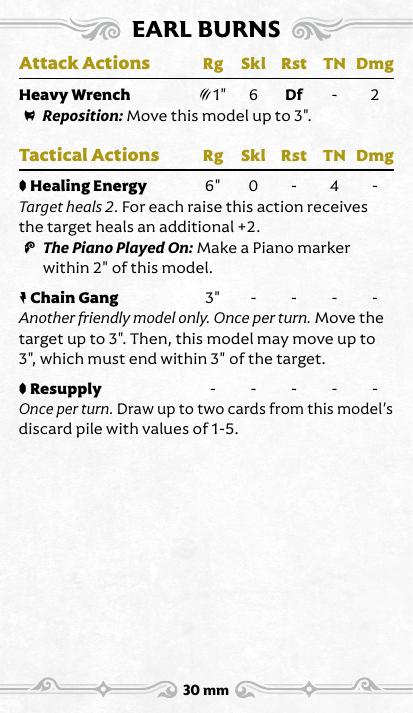 EARL BURNS
Attack Actions Rg Skl Rst TN Dmg
Heavy Wrench 1" 6 Df - 2
Reposition: Move this model up to 3".
Tactical Actions Rg Skl Rst TN Dmg
Healing Energy 6" 0 - 4 -
Target heals 2. For each raise this action receives
the target heals an additional +2.
The Piano Played On: Make a Piano marker
within 2" of this model.
Chain Gang 3" - - - -
Another friendly model only. Once per turn. Move the
target up to 3". Then, this model may move up to
3", which must end within 3" of the target.
Resupply - - - - -
Once per turn. Draw up to two cards from this model's
discard pile with values of 1-5.
30 mm